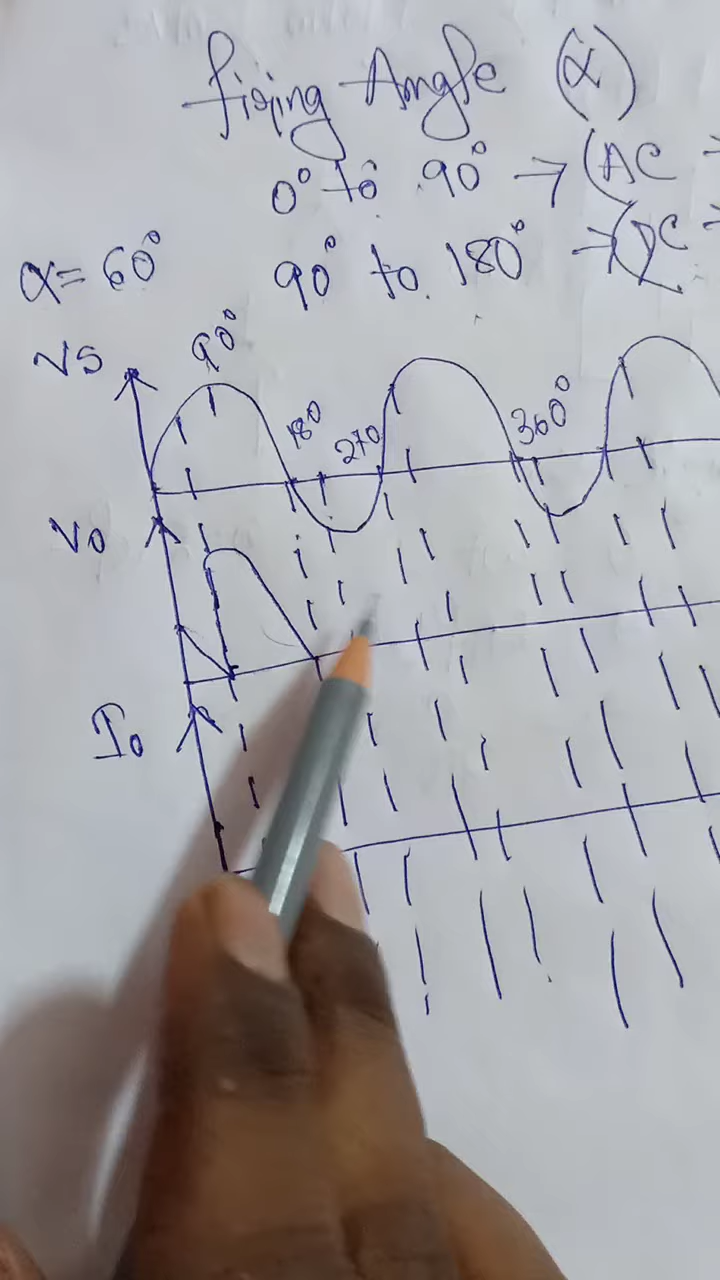 firing Angle (α)
0° to 90° → (AC →
90° to 180° → (DC →
α = 60°
VS
90°
180
270
360°
V0
I0